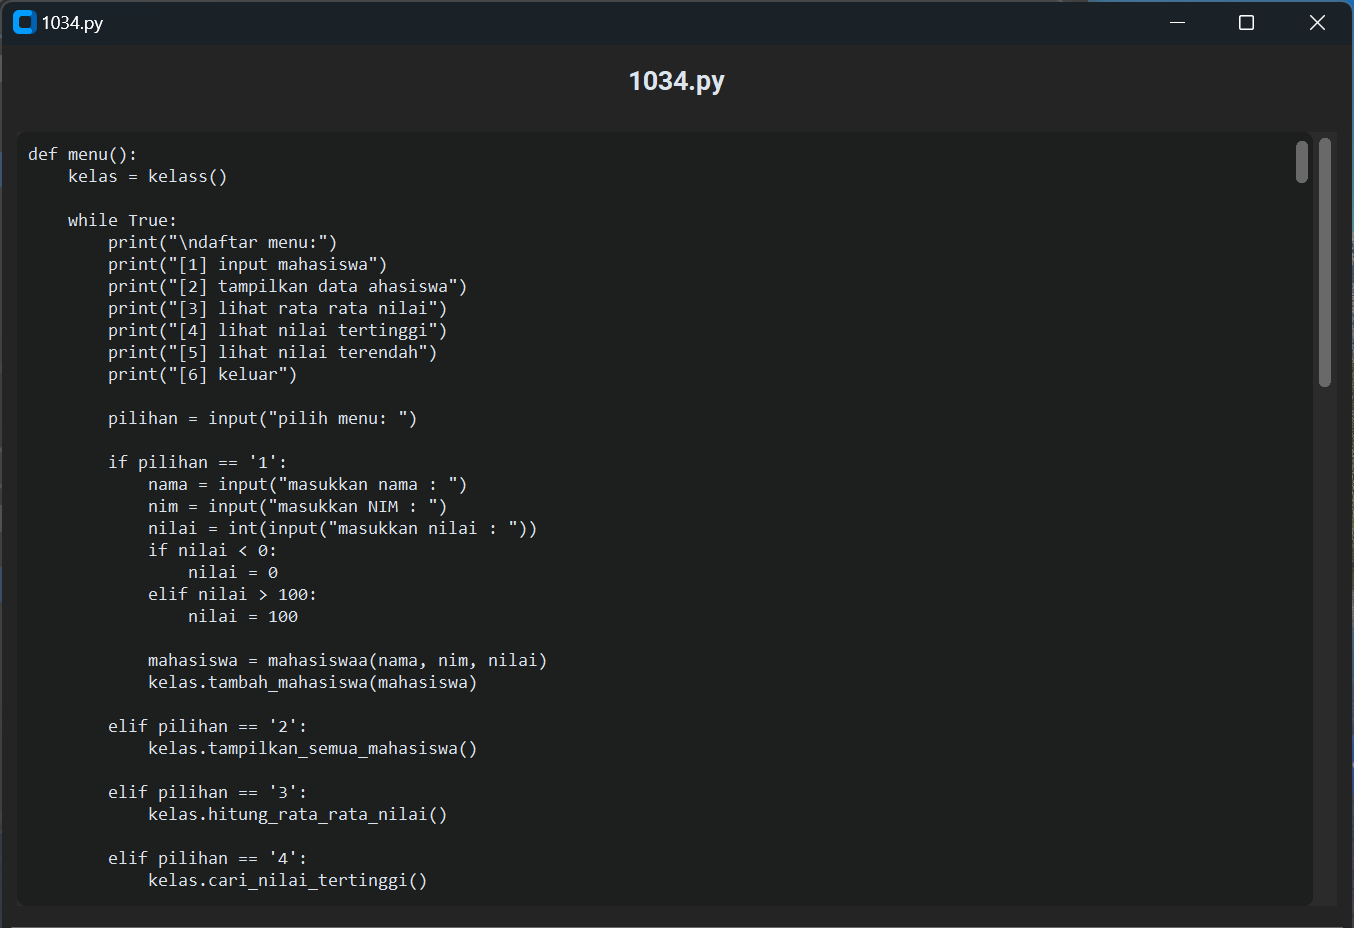 1034.py
1034.py
def menu():
    kelas = kelass()

    while True:
        print("\ndaftar menu:")
        print("[1] input mahasiswa")
        print("[2] tampilkan data ahasiswa")
        print("[3] lihat rata rata nilai")
        print("[4] lihat nilai tertinggi")
        print("[5] lihat nilai terendah")
        print("[6] keluar")

        pilihan = input("pilih menu: ")

        if pilihan == '1':
            nama = input("masukkan nama : ")
            nim = input("masukkan NIM : ")
            nilai = int(input("masukkan nilai : "))
            if nilai < 0:
                nilai = 0
            elif nilai > 100:
                nilai = 100

            mahasiswa = mahasiswaa(nama, nim, nilai)
            kelas.tambah_mahasiswa(mahasiswa)

        elif pilihan == '2':
            kelas.tampilkan_semua_mahasiswa()

        elif pilihan == '3':
            kelas.hitung_rata_rata_nilai()

        elif pilihan == '4':
            kelas.cari_nilai_tertinggi()